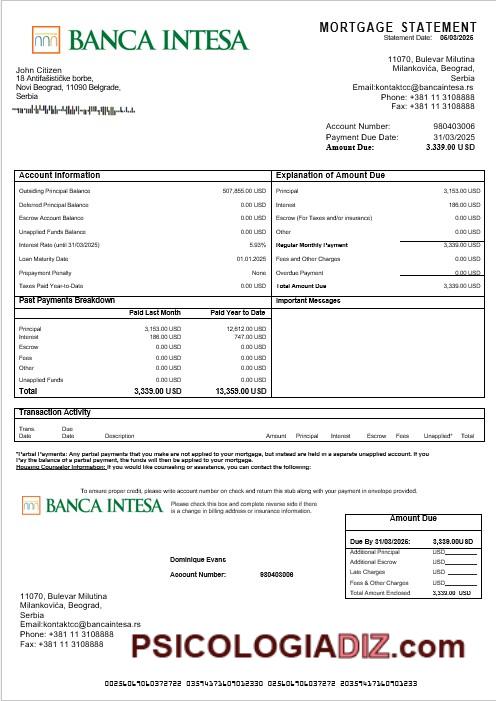 BANCA INTESA
MORTGAGE STATEMENT
Statement Date: 06/03/2026
John Citizen
18 Antifašističke borbe,
Novi Beograd, 11090 Belgrade,
Serbia
11070, Bulevar Milutina
Milankovića, Beograd,
Serbia
Email:kontaktcc@bancaintesa.rs
Phone: +381 11 3108888
Fax: +381 11 3108888
Account Number: 980403006
Payment Due Date: 31/03/2025
Amount Due: 3.339.00 USD
Account Information
Outsiding Principal Balance 507,855.00 USD
Deferred Principal Balance 0.00 USD
Escrow Account Balance 0.00 USD
Unapplied Funds Balance 0.00 USD
Interest Rate (until 31/03/2025) 5.93%
Loan Maturity Date 01.01.2025
Prepayment Penalty None
Taxes Paid Year-to-Date 0.00 USD
Explanation of Amount Due
Principal 3,153.00 USD
Interest 186.00 USD
Escrow (For Taxes and/or insurance) 0.00 USD
Other 0.00 USD
Regular Monthly Payment 3,339.00 USD
Fees and Other Charges 0.00 USD
Overdue Payment 0.00 USD
Total Amount Due 3,339.00 USD
Past Payments Breakdown
Paid Last Month Paid Year to Date
Principal 3,153.00 USD 12,612.00 USD
Interest 186.00 USD 747.00 USD
Escrow 0.00 USD 0.00 USD
Fees 0.00 USD 0.00 USD
Other 0.00 USD 0.00 USD
Unapplied Funds 0.00 USD 0.00 USD
Total 3,339.00 USD 13,359.00 USD
Important Messages
Transaction Activity
Trans. Date Due Date Description Amount Principal Interest Escrow Fees Unapplied* Total
*Partial Payments: Any partial payments that you make are not applied to your mortgage, but instead are held in a separate unapplied account. If you
Pay the balance of a partial payment, the funds will then be applied to your mortgage.
Housing Counselor Information: If you would like counseling or assistance, you can contact the following:
To ensure proper credit, please write account number on check and return this stub along with your payment in envelope provided.
BANCA INTESA
Please check this box and complete reverse side if there
is a change in billing address or insurance information.
Amount Due
Due By 31/03/2026: 3,339.00USD
Additional Principal USD
Additional Escrow USD
Late Charges USD
Fees & Other Charges USD
Total Amount Enclosed 3,339.00 USD
Dominique Evans
Account Number: 980403006
11070, Bulevar Milutina
Milankovića, Beograd,
Serbia
Email:kontaktcc@bancaintesa.rs
Phone: +381 11 3108888
Fax: +381 11 3108888
PSICOLOGIADIZ.com